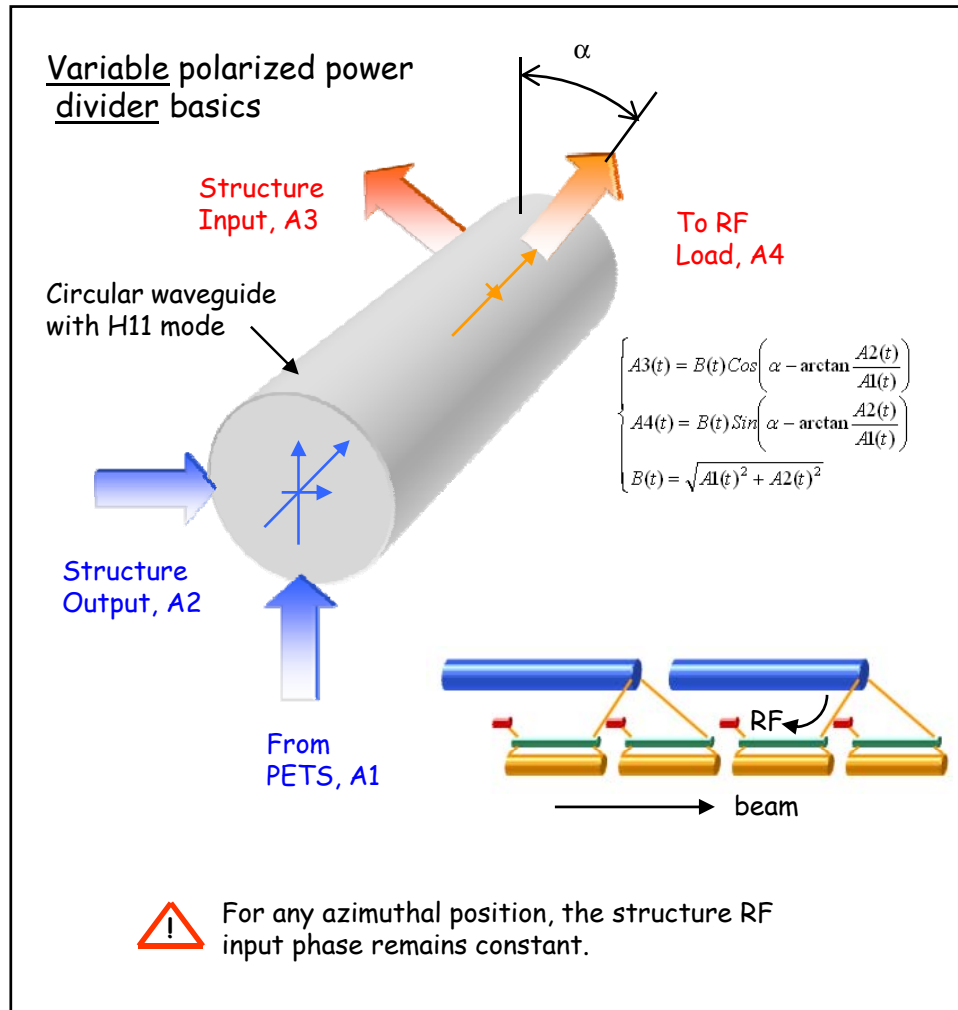 Variable polarized power
divider basics
α
Structure
Input, A3
To RF
Load, A4
Circular waveguide
with H11 mode
A3(t) = B(t)Cos(α − arctan A2(t)/A1(t))
A4(t) = B(t)Sin(α − arctan A2(t)/A1(t))
B(t) = √(A1(t)² + A2(t)²)
Structure
Output, A2
From
PETS, A1
RF
beam
!
For any azimuthal position, the structure RF
input phase remains constant.